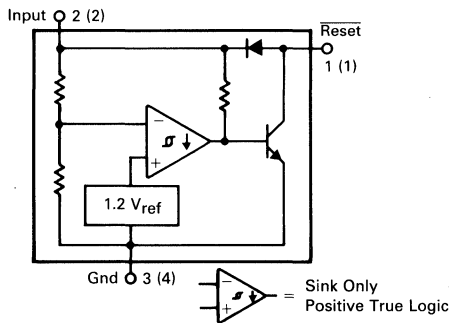 Input 2 (2)
Reset
1 (1)
−
+
1.2 Vref
Gnd 3 (4)
−
+
= Sink Only
Positive True Logic